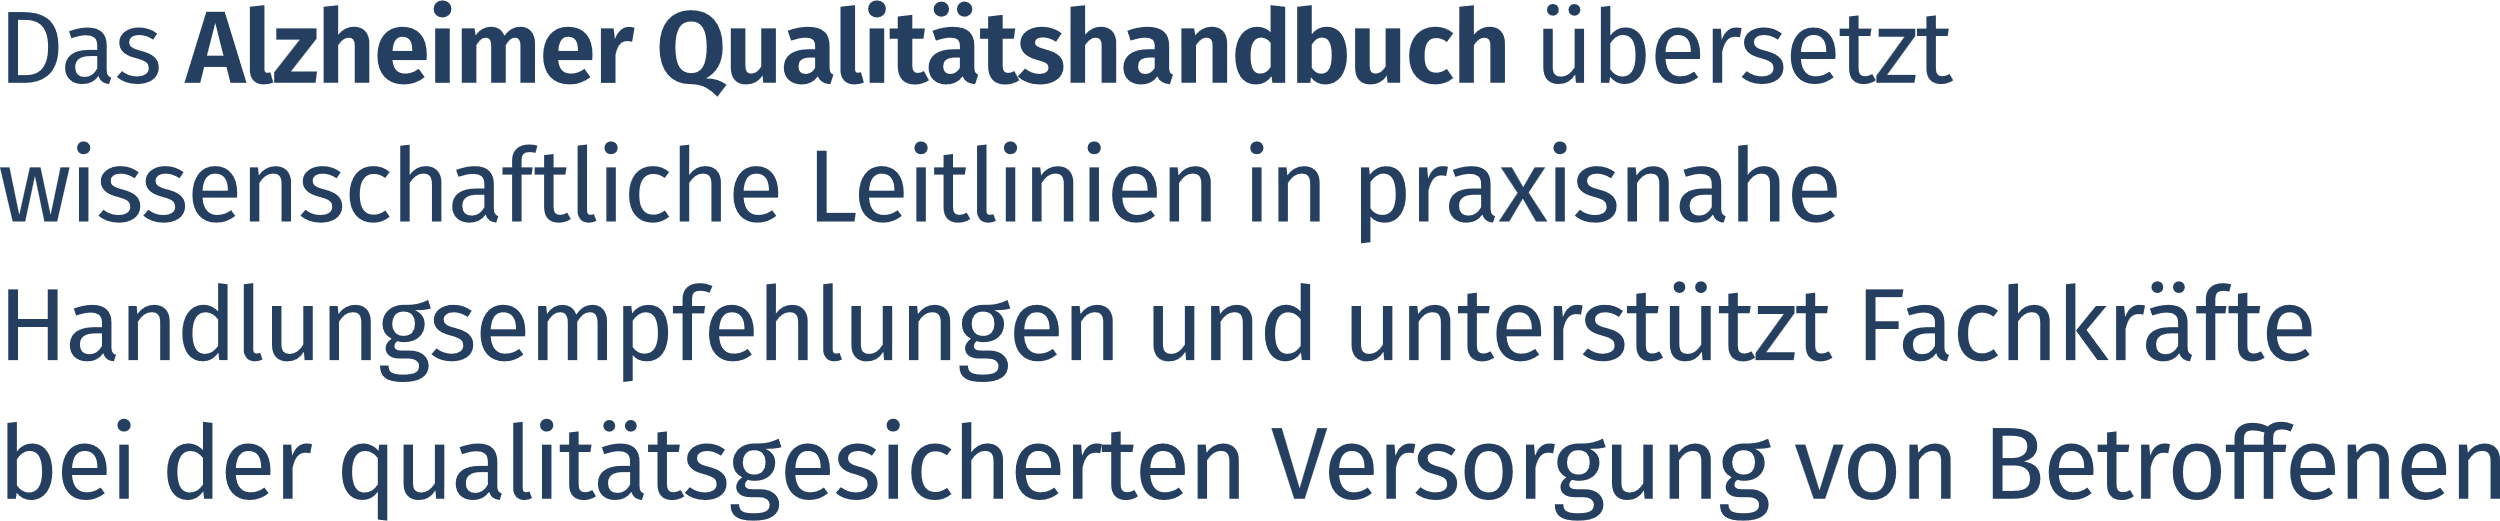 Das Alzheimer Qualitätshandbuch übersetzt
wissenschaftliche Leitlinien in praxisnahe
Handlungsempfehlungen und unterstützt Fachkräfte
bei der qualitätsgesicherten Versorgung von Betroffenen